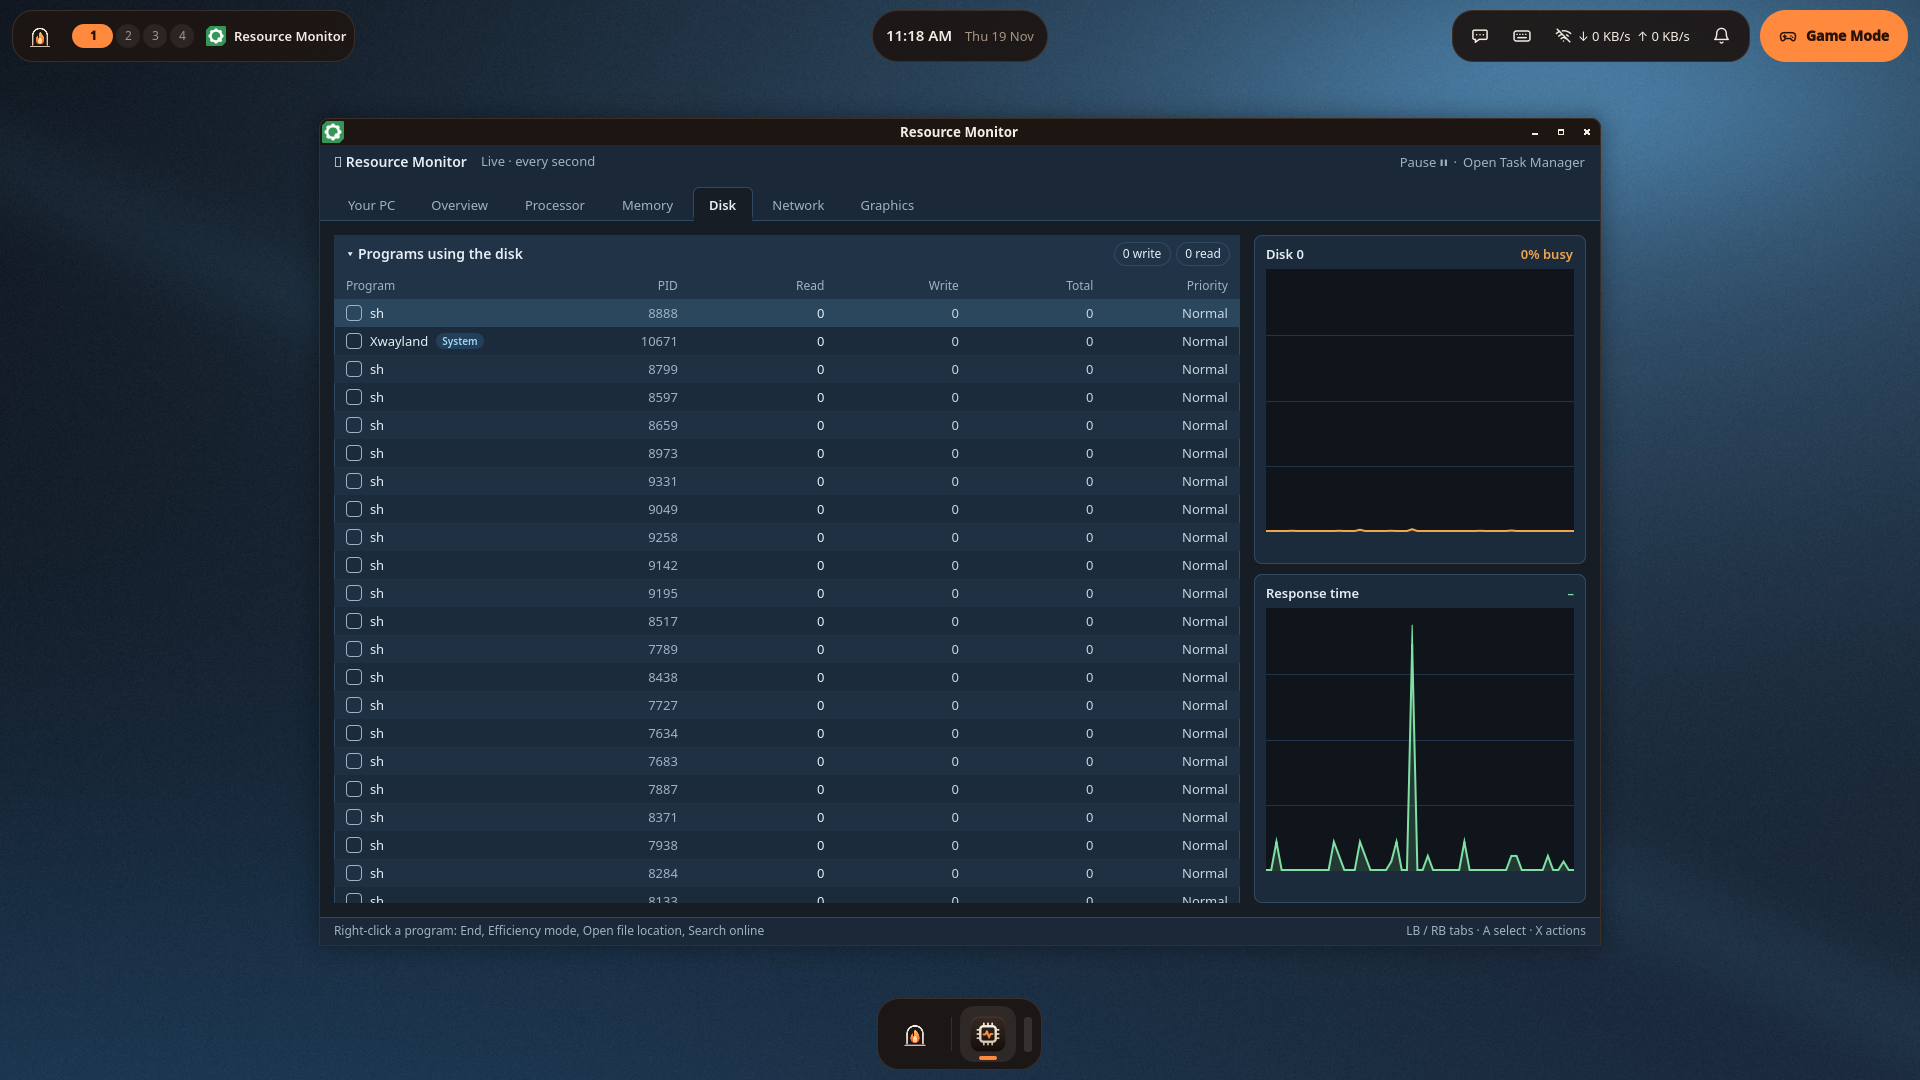 1 2 3 4 Resource Monitor
11:18 AM Thu 19 Nov
↓ 0 KB/s ↑ 0 KB/s
Game Mode
Resource Monitor
Resource Monitor Live · every second
Pause · Open Task Manager
Your PC Overview Processor Memory Disk Network Graphics
Programs using the disk 0 write 0 read
Program PID Read Write Total Priority
sh 8888 0 0 0 Normal
Xwayland System 10671 0 0 0 Normal
sh 8799 0 0 0 Normal
sh 8597 0 0 0 Normal
sh 8659 0 0 0 Normal
sh 8973 0 0 0 Normal
sh 9331 0 0 0 Normal
sh 9049 0 0 0 Normal
sh 9258 0 0 0 Normal
sh 9142 0 0 0 Normal
sh 9195 0 0 0 Normal
sh 8517 0 0 0 Normal
sh 7789 0 0 0 Normal
sh 8438 0 0 0 Normal
sh 7727 0 0 0 Normal
sh 7634 0 0 0 Normal
sh 7683 0 0 0 Normal
sh 7887 0 0 0 Normal
sh 8371 0 0 0 Normal
sh 7938 0 0 0 Normal
sh 8284 0 0 0 Normal
sh 8133 0 0 0 Normal
Disk 0 0% busy
Response time –
Right-click a program: End, Efficiency mode, Open file location, Search online
LB / RB tabs · A select · X actions